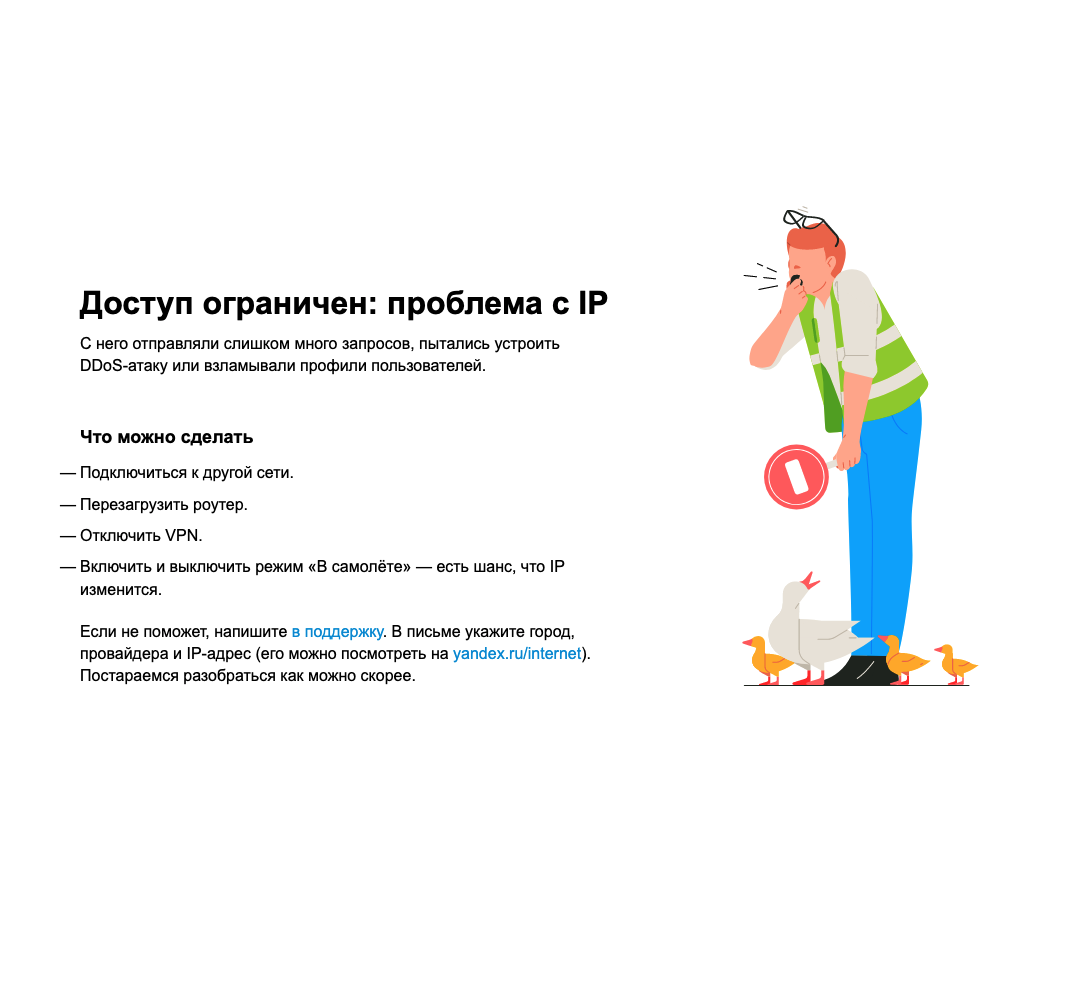 Доступ ограничен: проблема с IP
С него отправляли слишком много запросов, пытались устроить
DDoS-атаку или взламывали профили пользователей.
Что можно сделать
— Подключиться к другой сети.
— Перезагрузить роутер.
— Отключить VPN.
— Включить и выключить режим «В самолёте» — есть шанс, что IP
изменится.
Если не поможет, напишите в поддержку. В письме укажите город,
провайдера и IP-адрес (его можно посмотреть на yandex.ru/internet).
Постараемся разобраться как можно скорее.